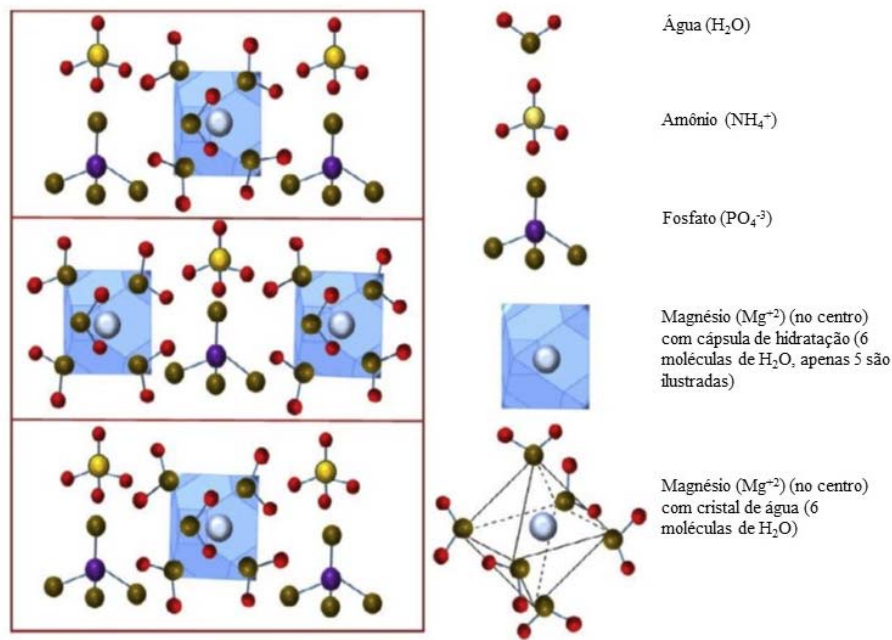 Água (H₂O)
Amônio (NH₄⁺)
Fosfato (PO₄⁻³)
Magnésio (Mg⁺²) (no centro)
com cápsula de hidratação (6
moléculas de H₂O, apenas 5 são
ilustradas)
Magnésio (Mg⁺²) (no centro)
com cristal de água (6
moléculas de H₂O)